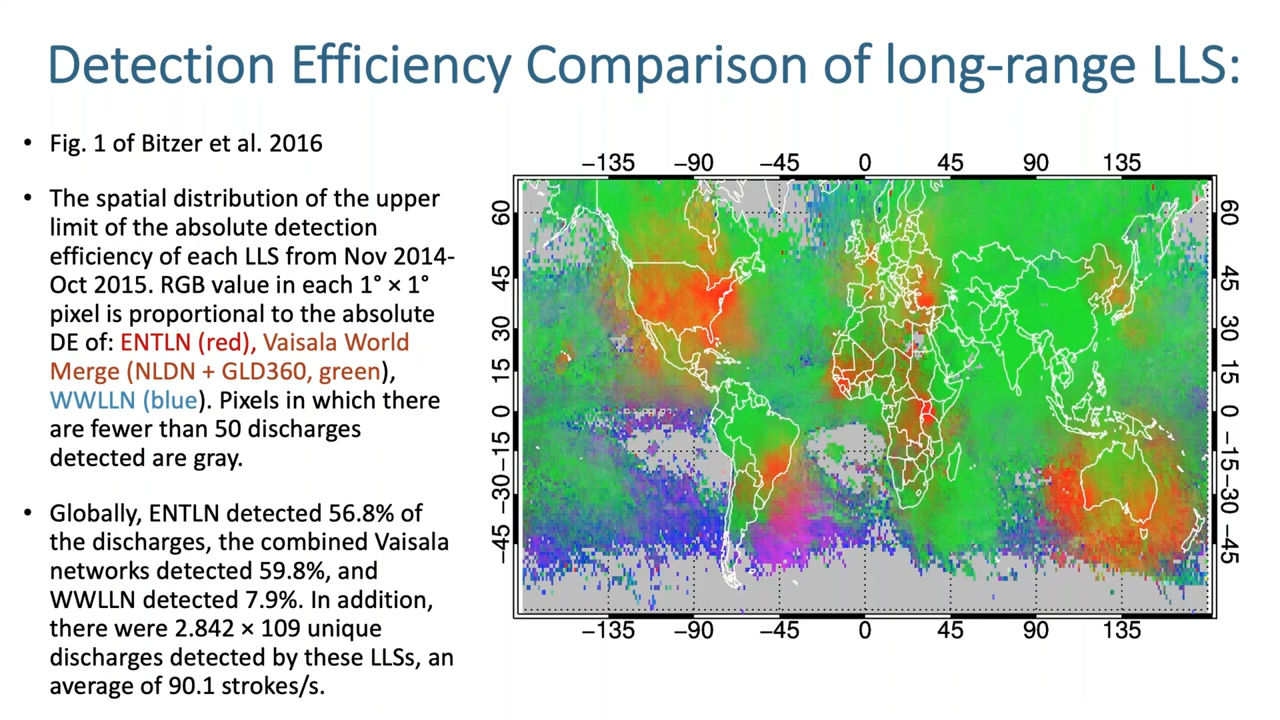 Detection Efficiency Comparison of long-range LLS:
• Fig. 1 of Bitzer et al. 2016
• The spatial distribution of the upper
limit of the absolute detection
efficiency of each LLS from Nov 2014-
Oct 2015. RGB value in each 1° × 1°
pixel is proportional to the absolute
DE of: ENTLN (red), Vaisala World
Merge (NLDN + GLD360, green),
WWLLN (blue). Pixels in which there
are fewer than 50 discharges
detected are gray.
• Globally, ENTLN detected 56.8% of
the discharges, the combined Vaisala
networks detected 59.8%, and
WWLLN detected 7.9%. In addition,
there were 2.842 × 109 unique
discharges detected by these LLSs, an
average of 90.1 strokes/s.
−135 −90 −45 0 45 90 135
60 60
45 45
30 30
15 15
0 0
−15 −15
−30 −30
−45 −45
−135 −90 −45 0 45 90 135